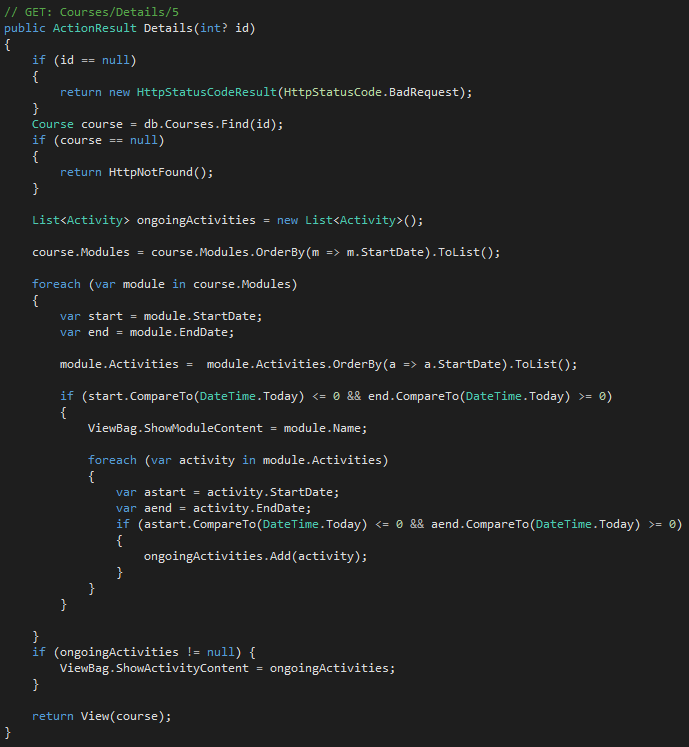 // GET: Courses/Details/5
public ActionResult Details(int? id)
{
    if (id == null)
    {
        return new HttpStatusCodeResult(HttpStatusCode.BadRequest);
    }
    Course course = db.Courses.Find(id);
    if (course == null)
    {
        return HttpNotFound();
    }

    List<Activity> ongoingActivities = new List<Activity>();

    course.Modules = course.Modules.OrderBy(m => m.StartDate).ToList();

    foreach (var module in course.Modules)
    {
        var start = module.StartDate;
        var end = module.EndDate;

        module.Activities =  module.Activities.OrderBy(a => a.StartDate).ToList();

        if (start.CompareTo(DateTime.Today) <= 0 && end.CompareTo(DateTime.Today) >= 0)
        {
            ViewBag.ShowModuleContent = module.Name;

            foreach (var activity in module.Activities)
            {
                var astart = activity.StartDate;
                var aend = activity.EndDate;
                if (astart.CompareTo(DateTime.Today) <= 0 && aend.CompareTo(DateTime.Today) >= 0)
                {
                    ongoingActivities.Add(activity);
                }
            }
        }

    }
    if (ongoingActivities != null) {
        ViewBag.ShowActivityContent = ongoingActivities;
    }

    return View(course);
}